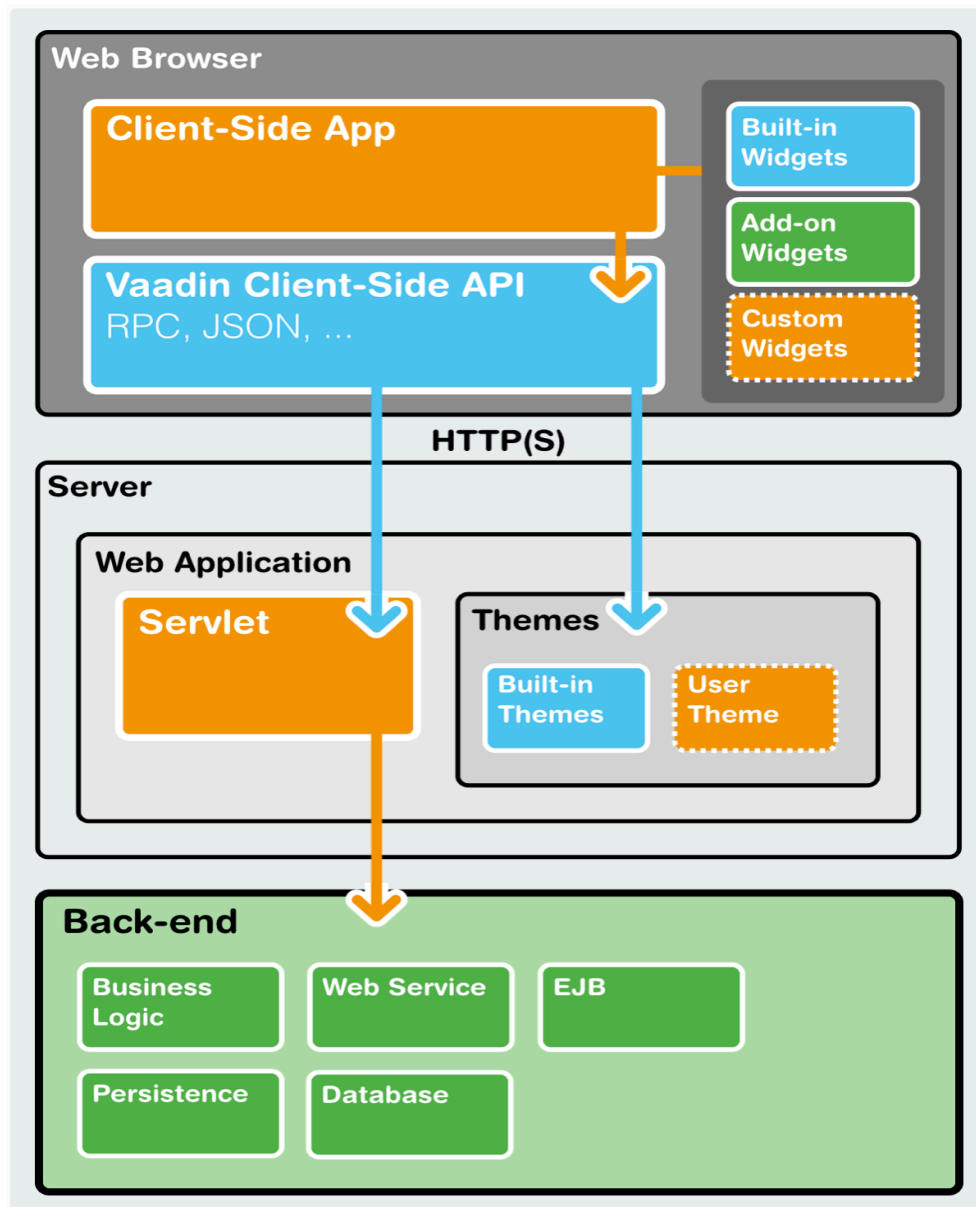 Web Browser
Client-Side App
Built-in
Widgets
Add-on
Widgets
Custom
Widgets
Vaadin Client-Side API
RPC, JSON, ...
HTTP(S)
Server
Web Application
Servlet
Themes
Built-in
Themes
User
Theme
Back-end
Business
Logic
Web Service
EJB
Persistence
Database